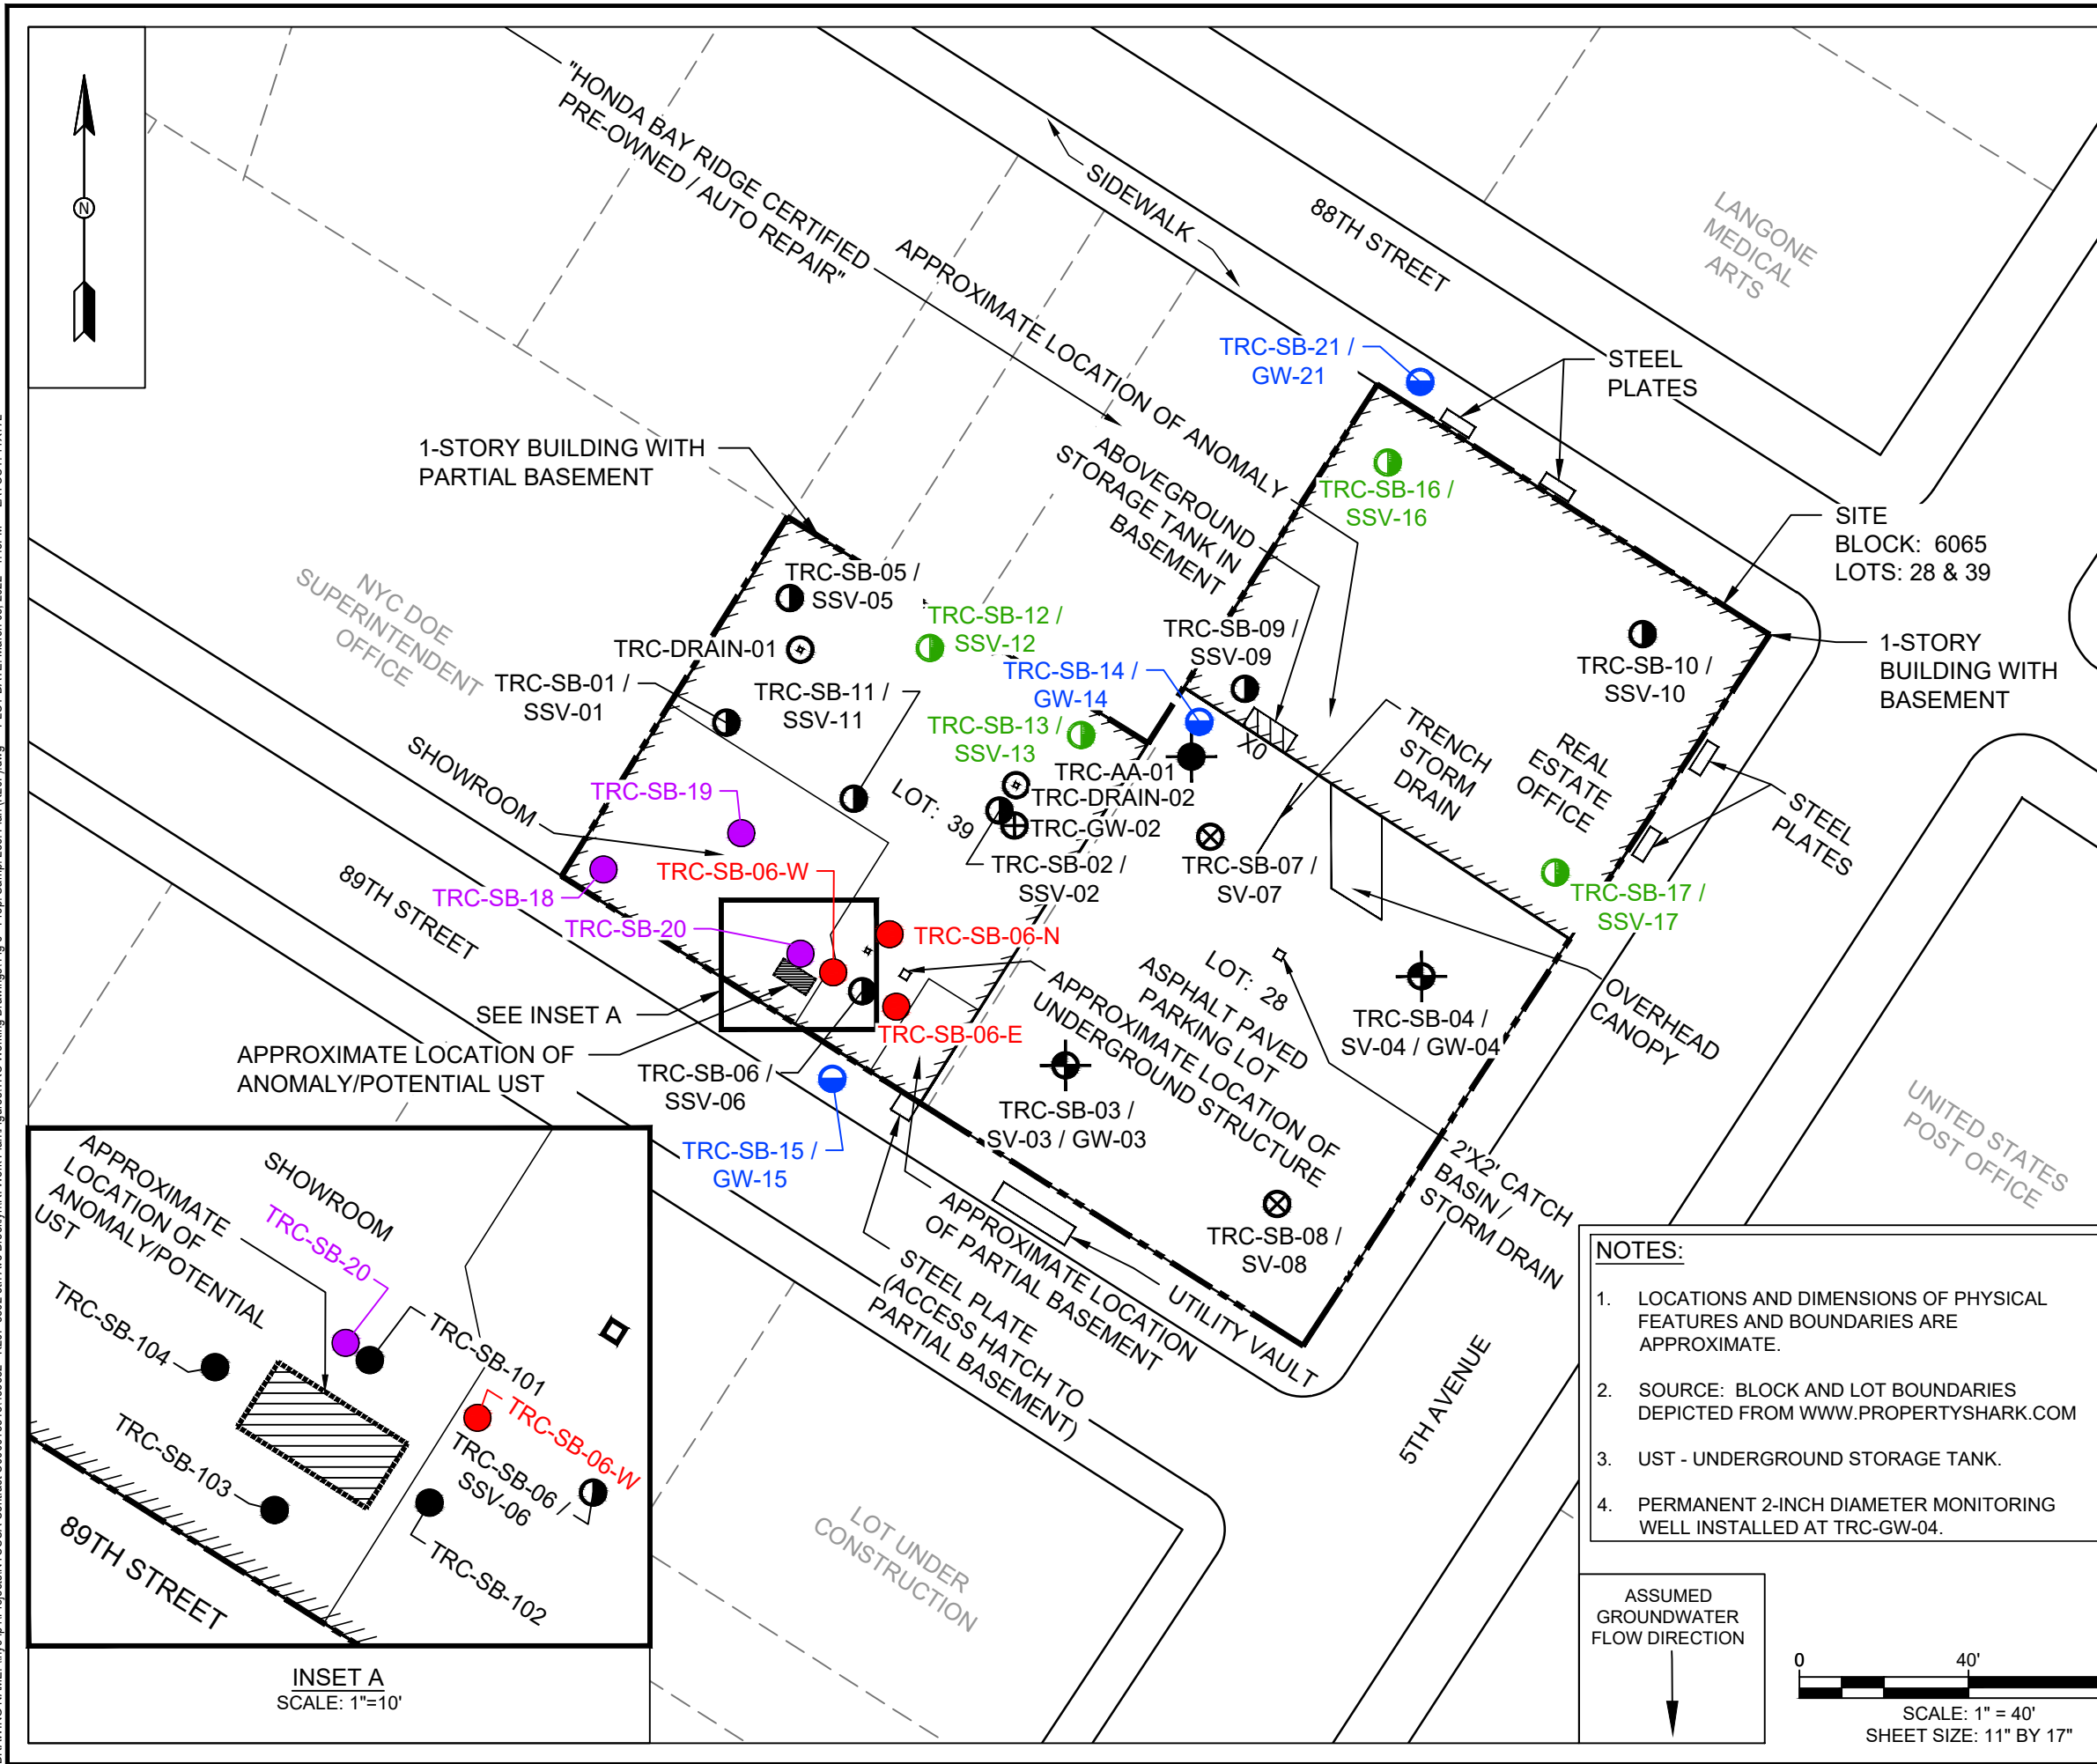 N
"HONDA BAY RIDGE CERTIFIED
PRE-OWNED / AUTO REPAIR"
SIDEWALK
88TH STREET
LANGONE
MEDICAL
ARTS
APPROXIMATE LOCATION OF ANOMALY
ABOVEGROUND
STORAGE TANK IN
BASEMENT
TRC-SB-21 /
GW-21
STEEL
PLATES
1-STORY BUILDING WITH
PARTIAL BASEMENT
TRC-SB-16 /
SSV-16
SITE
BLOCK: 6065
LOTS: 28 & 39
NYC DOE
SUPERINTENDENT
OFFICE
TRC-SB-05 /
SSV-05
TRC-SB-12 /
SSV-12
TRC-DRAIN-01
TRC-SB-09 /
SSV-09
TRC-SB-10 /
SSV-10
1-STORY
BUILDING WITH
BASEMENT
TRC-SB-01 /
SSV-01
TRC-SB-11 /
SSV-11
TRC-SB-14 /
GW-14
TRC-SB-13 /
SSV-13
X0
TRENCH
STORM
DRAIN
REAL
ESTATE
OFFICE
SHOWROOM
TRC-SB-19
LOT: 39
TRC-AA-01
TRC-DRAIN-02
TRC-GW-02
STEEL
PLATES
TRC-SB-06-W
TRC-SB-02 /
SSV-02
TRC-SB-07 /
SV-07
TRC-SB-18
89TH STREET
TRC-SB-20
TRC-SB-06-N
TRC-SB-17 /
SSV-17
LOT: 28
ASPHALT PAVED
PARKING LOT
APPROXIMATE LOCATION OF
UNDERGROUND STRUCTURE
OVERHEAD
CANOPY
SEE INSET A
TRC-SB-06-E
TRC-SB-04 /
SV-04 / GW-04
APPROXIMATE LOCATION OF
ANOMALY/POTENTIAL UST
TRC-SB-06 /
SSV-06
TRC-SB-03 /
SV-03 / GW-03
UNITED STATES
POST OFFICE
TRC-SB-15 /
GW-15
2'X2' CATCH
BASIN /
STORM DRAIN
TRC-SB-08 /
SV-08
APPROXIMATE LOCATION
OF PARTIAL BASEMENT
STEEL PLATE
(ACCESS HATCH TO
PARTIAL BASEMENT)
UTILITY VAULT
5TH AVENUE
LOT UNDER
CONSTRUCTION
APPROXIMATE
LOCATION OF
ANOMALY/POTENTIAL
UST
SHOWROOM
TRC-SB-20
TRC-SB-104
TRC-SB-101
TRC-SB-06-W
TRC-SB-103
TRC-SB-06 /
SSV-06
TRC-SB-102
89TH STREET
INSET A
SCALE: 1"=10'
NOTES:
1. LOCATIONS AND DIMENSIONS OF PHYSICAL
FEATURES AND BOUNDARIES ARE
APPROXIMATE.
2. SOURCE: BLOCK AND LOT BOUNDARIES
DEPICTED FROM WWW.PROPERTYSHARK.COM
3. UST - UNDERGROUND STORAGE TANK.
4. PERMANENT 2-INCH DIAMETER MONITORING
WELL INSTALLED AT TRC-GW-04.
ASSUMED
GROUNDWATER
FLOW DIRECTION
0 40'
SCALE: 1" = 40'
SHEET SIZE: 11" BY 17"